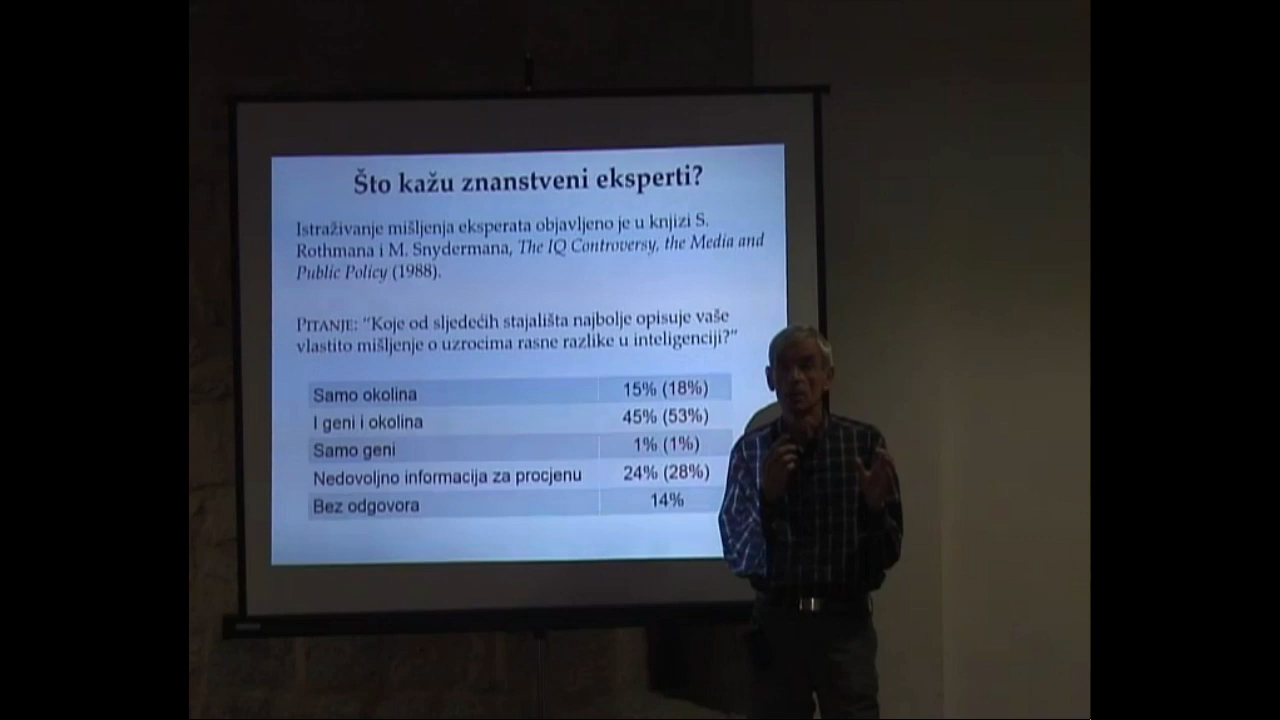 Što kažu znanstveni eksperti?
Istraživanje mišljenja eksperata objavljeno je u knjizi S.
Rothmana i M. Snydermana, The IQ Controversy, the Media and
Public Policy (1988).
PITANJE: “Koje od sljedećih stajališta najbolje opisuje vaše
vlastito mišljenje o uzrocima rasne razlike u inteligenciji?”
Samo okolina 15% (18%)
I geni i okolina 45% (53%)
Samo geni 1% (1%)
Nedovoljno informacija za procjenu 24% (28%)
Bez odgovora 14%